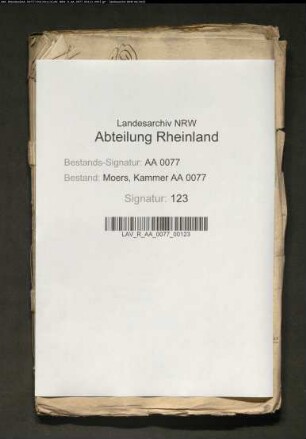 Landesarchiv NRW
Abteilung Rheinland
Bestands-Signatur: AA 0077
Bestand: Moers, Kammer AA 0077
Signatur: 123
LAV_R_AA_0077_00123